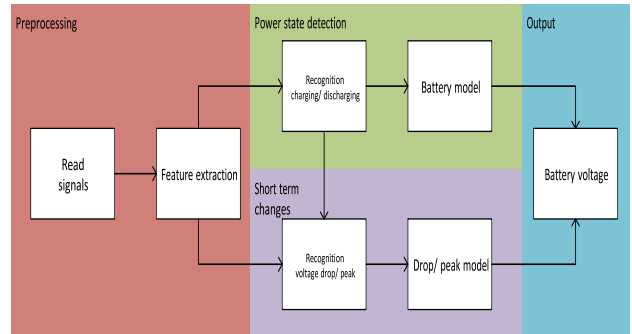 Preprocessing
Power state detection
Output
Recognition
charging/ discharging
Battery model
Read
signals
Feature extraction
Battery voltage
Short term
changes
Recognition
voltage drop/ peak
Drop/ peak model